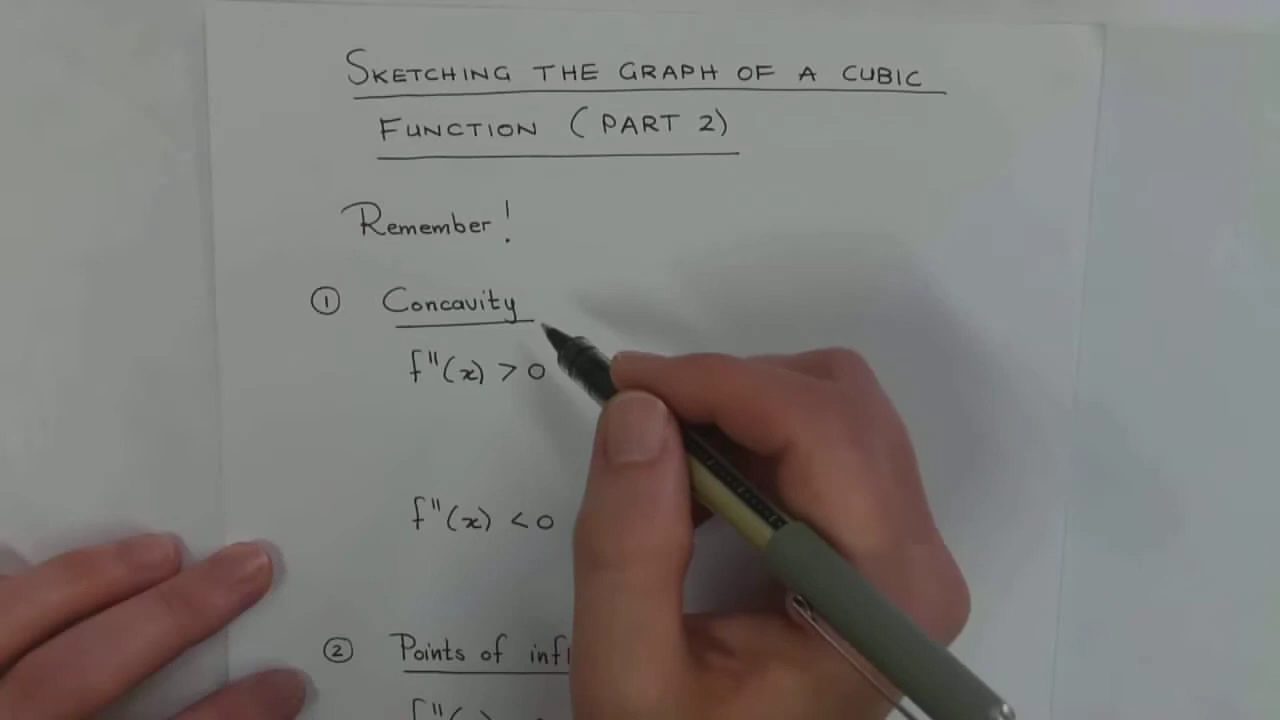 SKETCHING THE GRAPH OF A CUBIC
FUNCTION (PART 2)
Remember!
① Concavity
f''(x) > 0
f''(x) < 0
② Points of
f''(x)